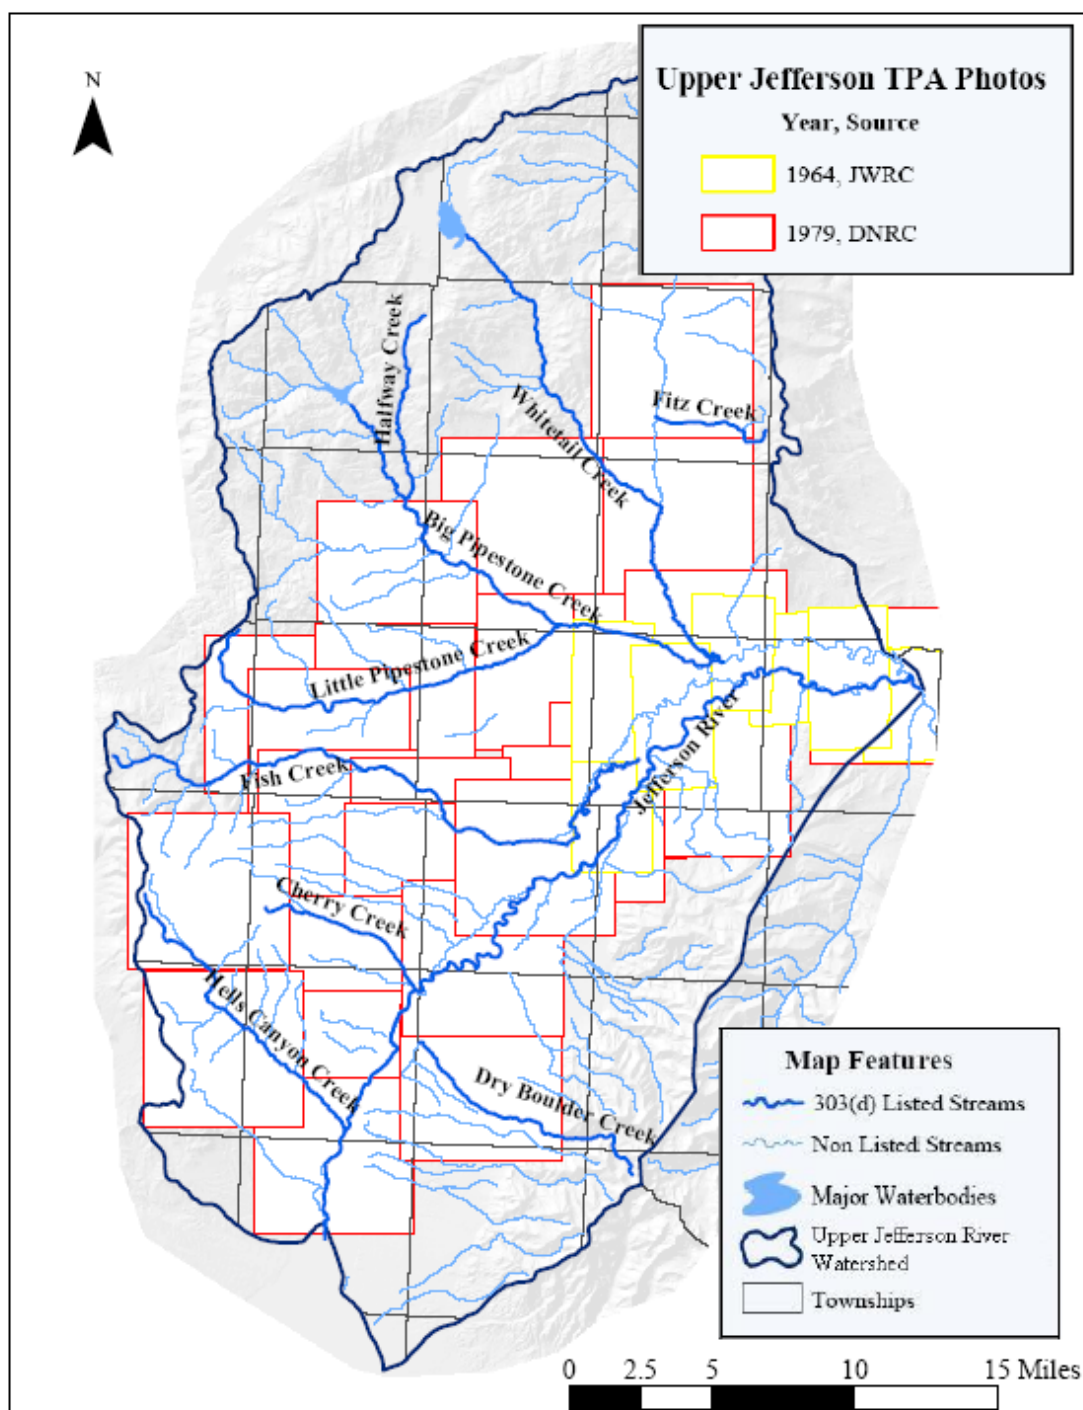 Upper Jefferson TPA Photos
Year, Source
1964, JWRC
1979, DNRC
N
Halfway Creek
Whitetail Creek
Fitz Creek
Big Pipestone Creek
Little Pipestone Creek
Jefferson River
Fish Creek
Cherry Creek
Hells Canyon Creek
Dry Boulder Creek
Map Features
303(d) Listed Streams
Non Listed Streams
Major Waterbodies
Upper Jefferson River
Watershed
Townships
0 2.5 5 10 15 Miles